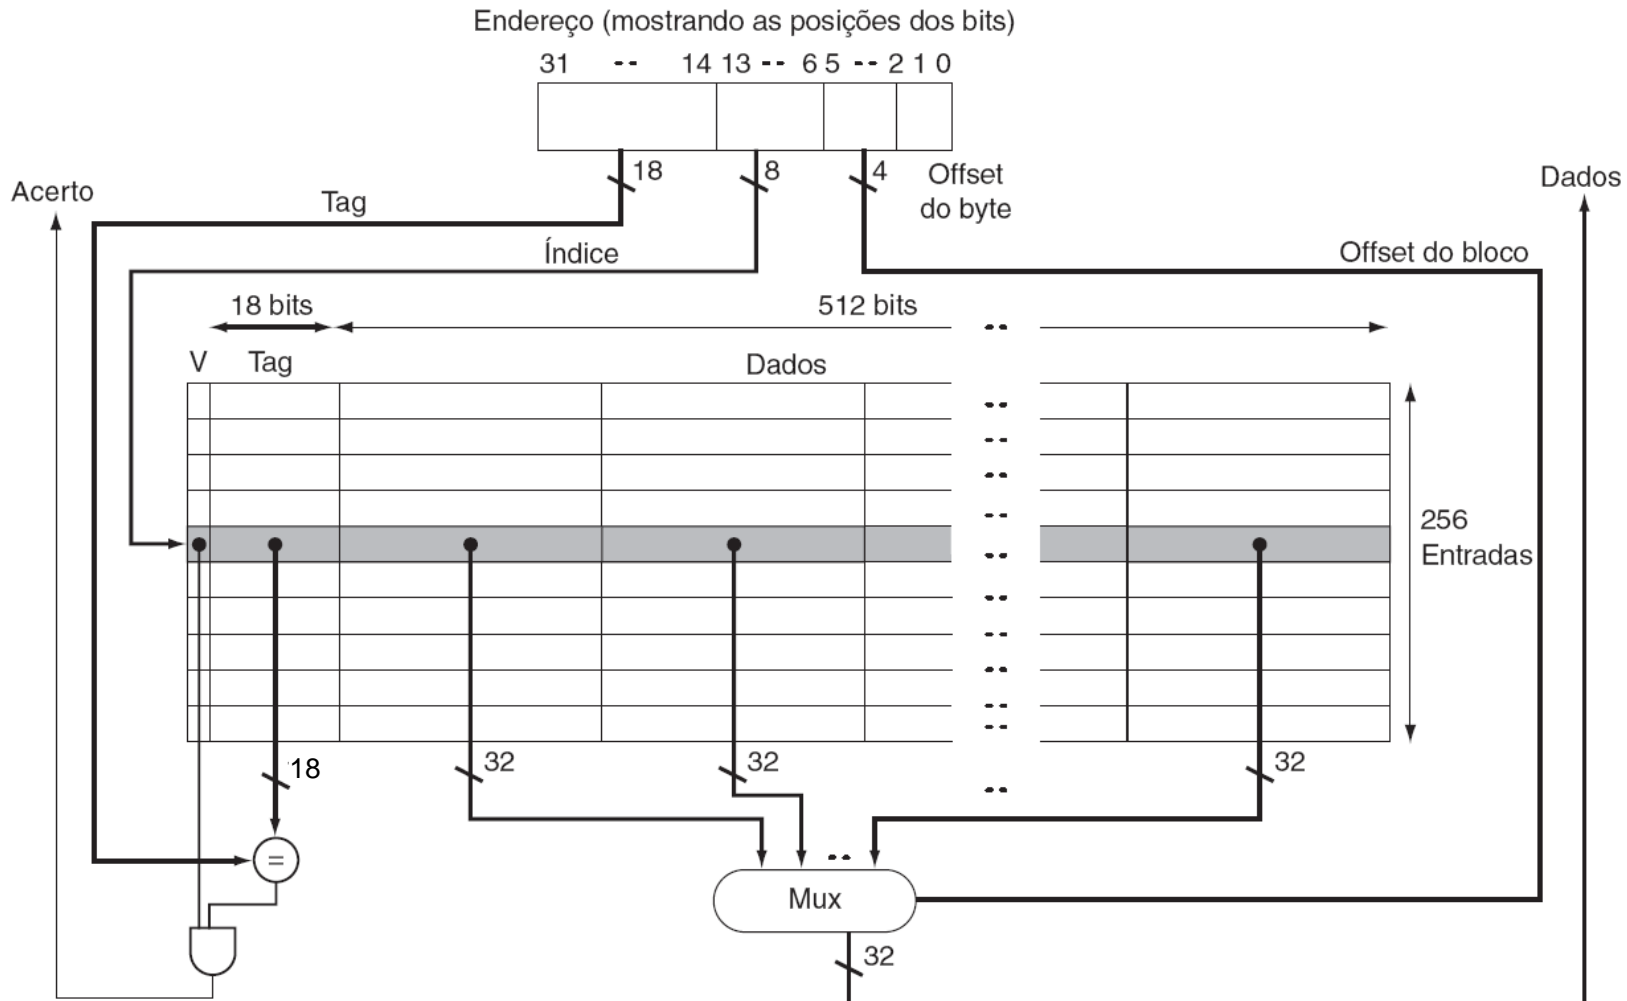 Endereço (mostrando as posições dos bits)
31 -- 14 13 -- 6 5 -- 2 1 0
18
8
4
Offset
do byte
Acerto
Dados
Tag
Índice
Offset do bloco
18 bits
512 bits
--
V
Tag
Dados
--
--
--
--
--
--
--
--
--
--
256
Entradas
18
32
32
32
--
=
--
Mux
32